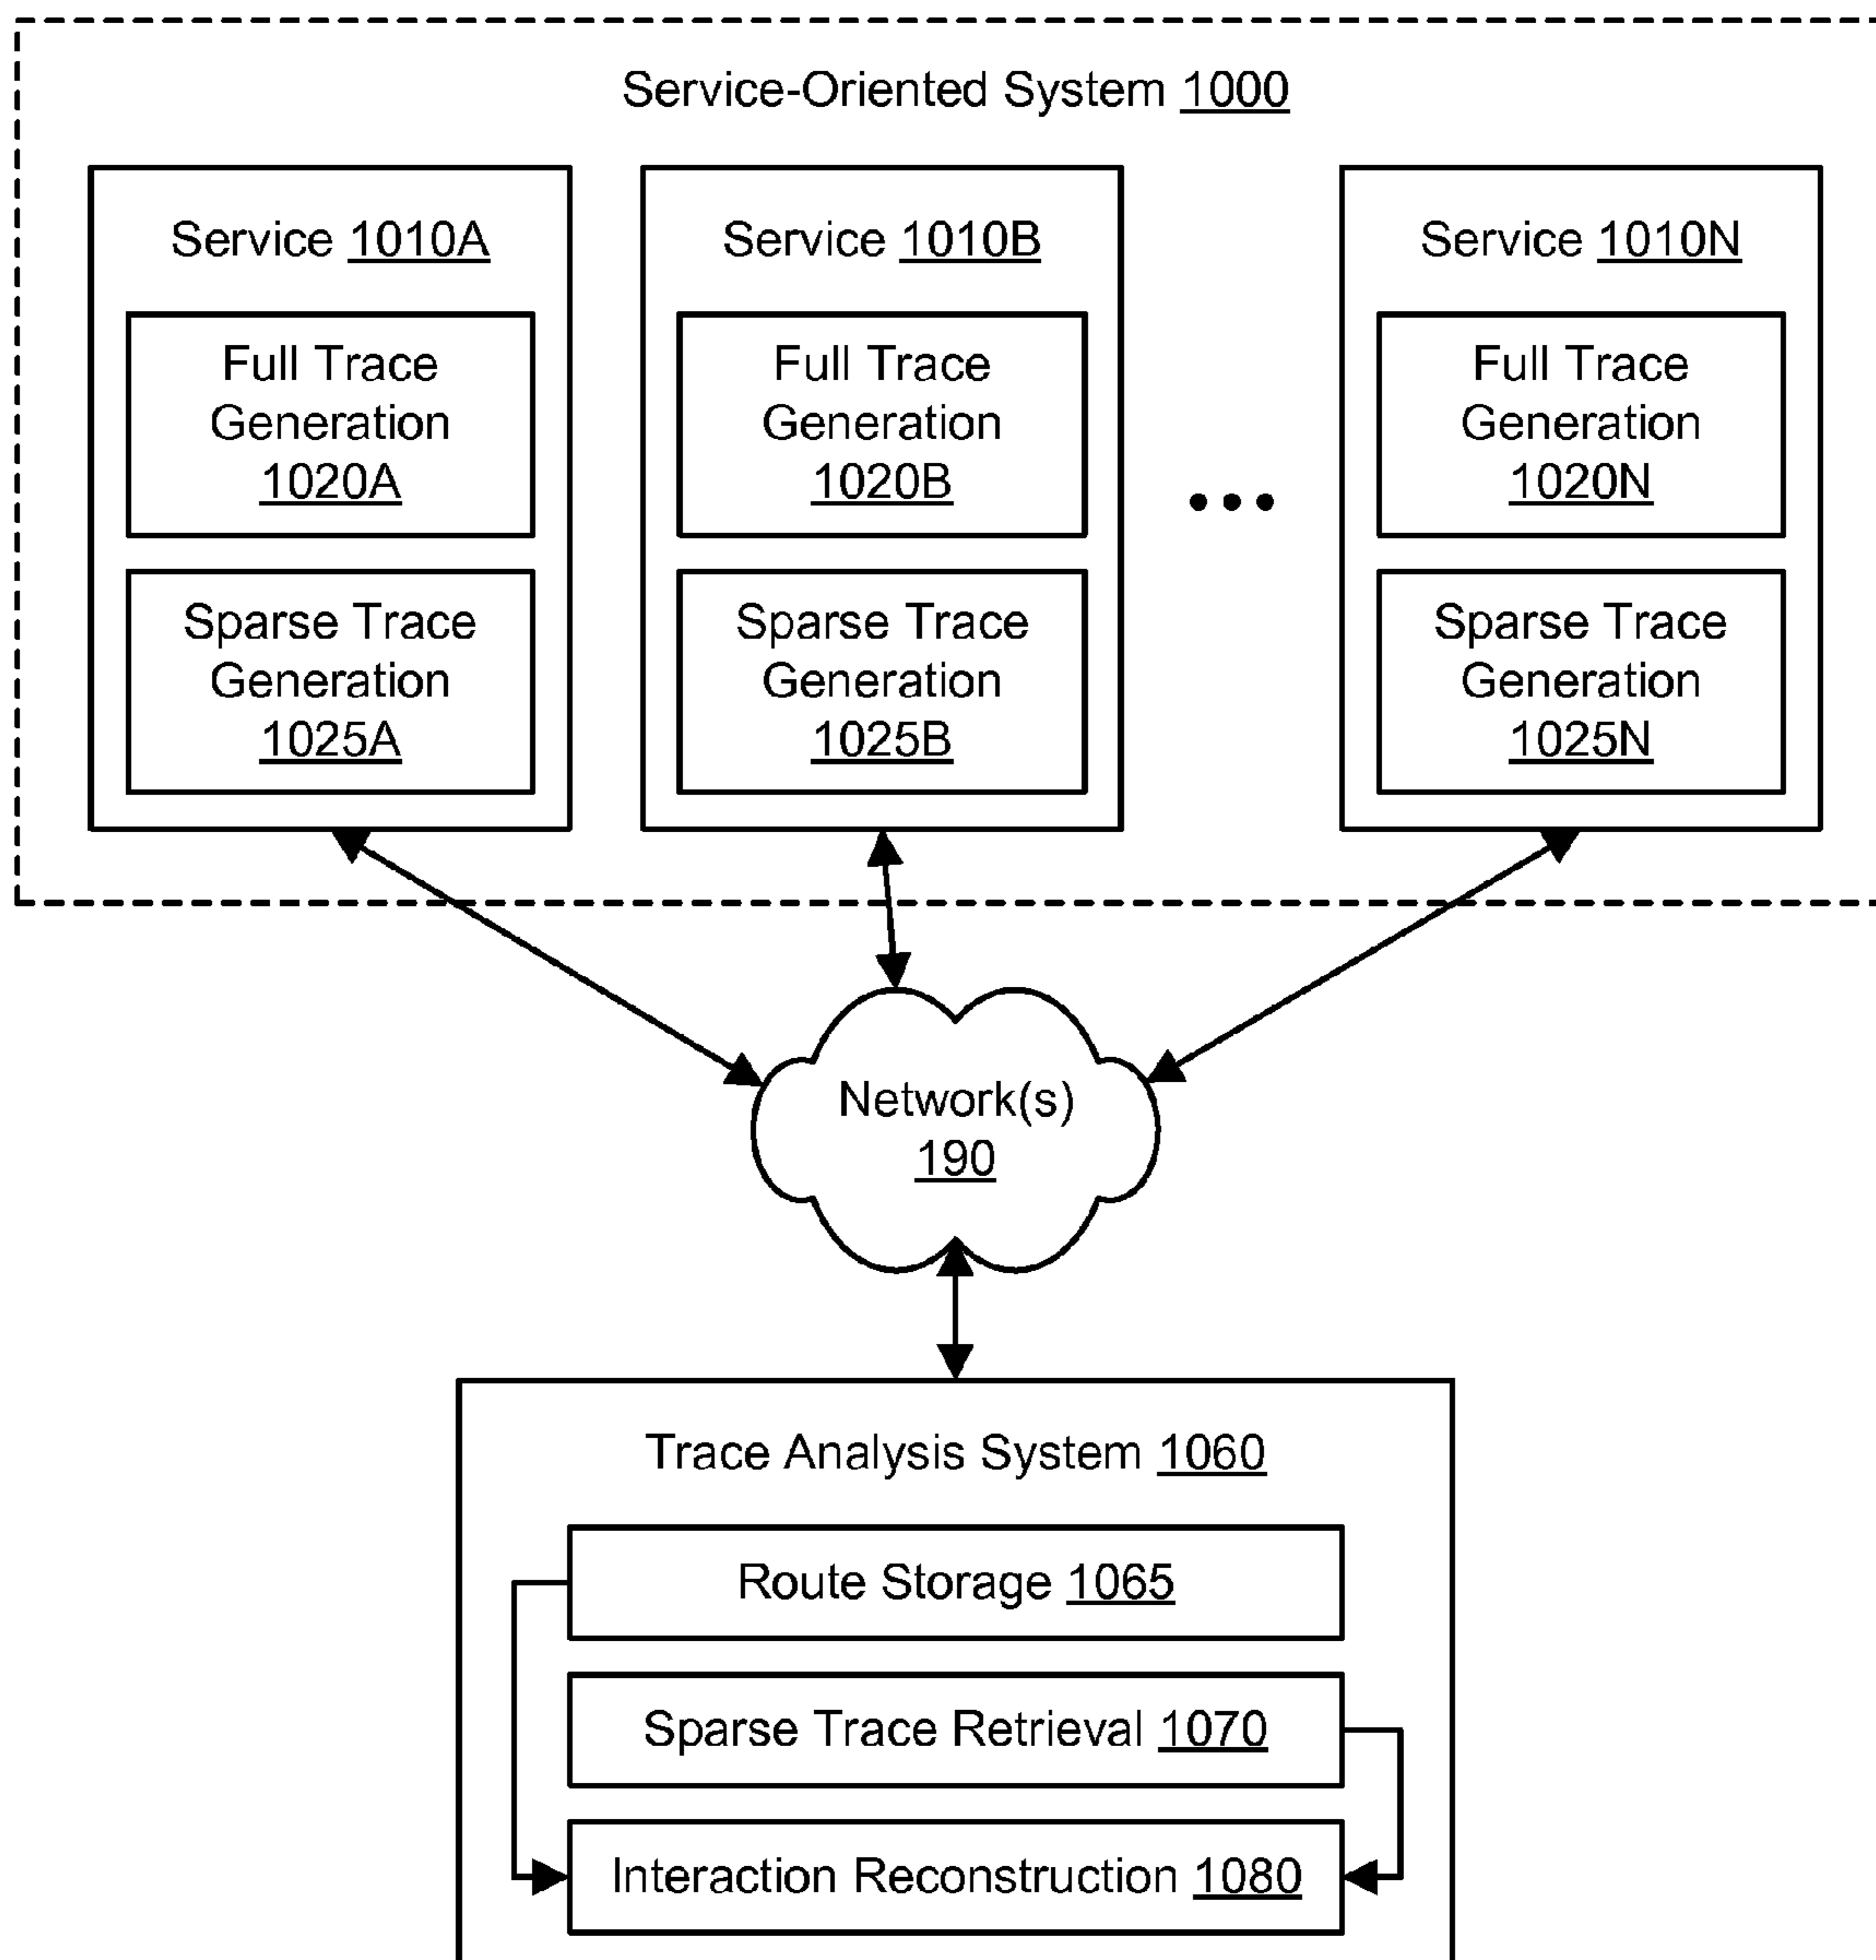 Service-Oriented System 1000
Service 1010A
Full Trace
Generation
1020A
Sparse Trace
Generation
1025A
Service 1010B
Full Trace
Generation
1020B
Sparse Trace
Generation
1025B
...
Service 1010N
Full Trace
Generation
1020N
Sparse Trace
Generation
1025N
Network(s)
190
Trace Analysis System 1060
Route Storage 1065
Sparse Trace Retrieval 1070
Interaction Reconstruction 1080